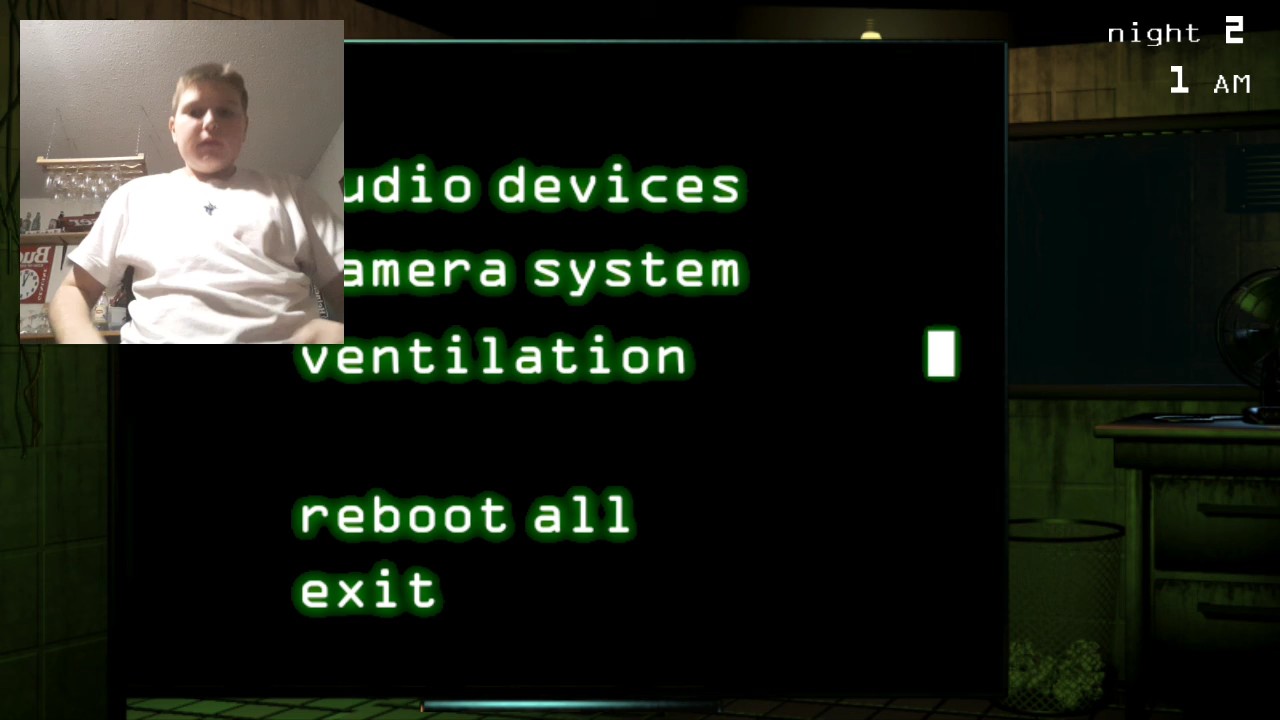 night 2
1 AM
udio devices
amera system
ventilation
reboot all
exit